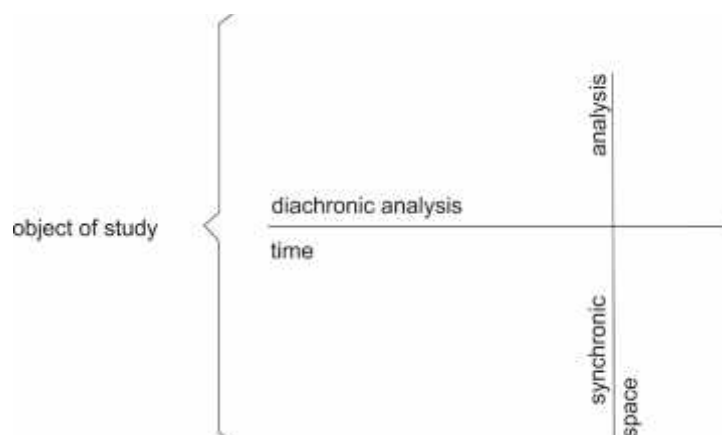 object of study
diachronic analysis
time
synchronic analysis
space